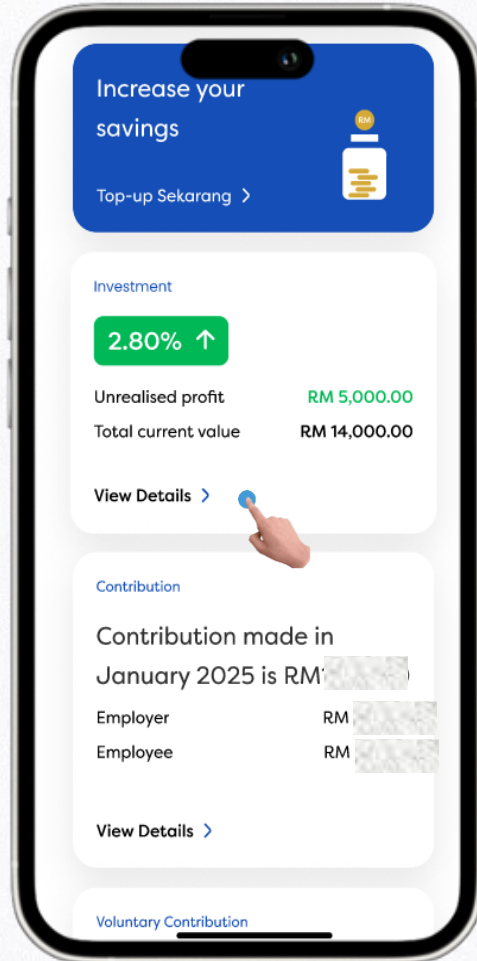 Increase your
savings
RM
Top-up Sekarang >
Investment
2.80% ↑
Unrealised profit RM 5,000.00
Total current value RM 14,000.00
View Details >
Contribution
Contribution made in
January 2025 is RM
Employer RM
Employee RM
View Details >
Voluntary Contribution